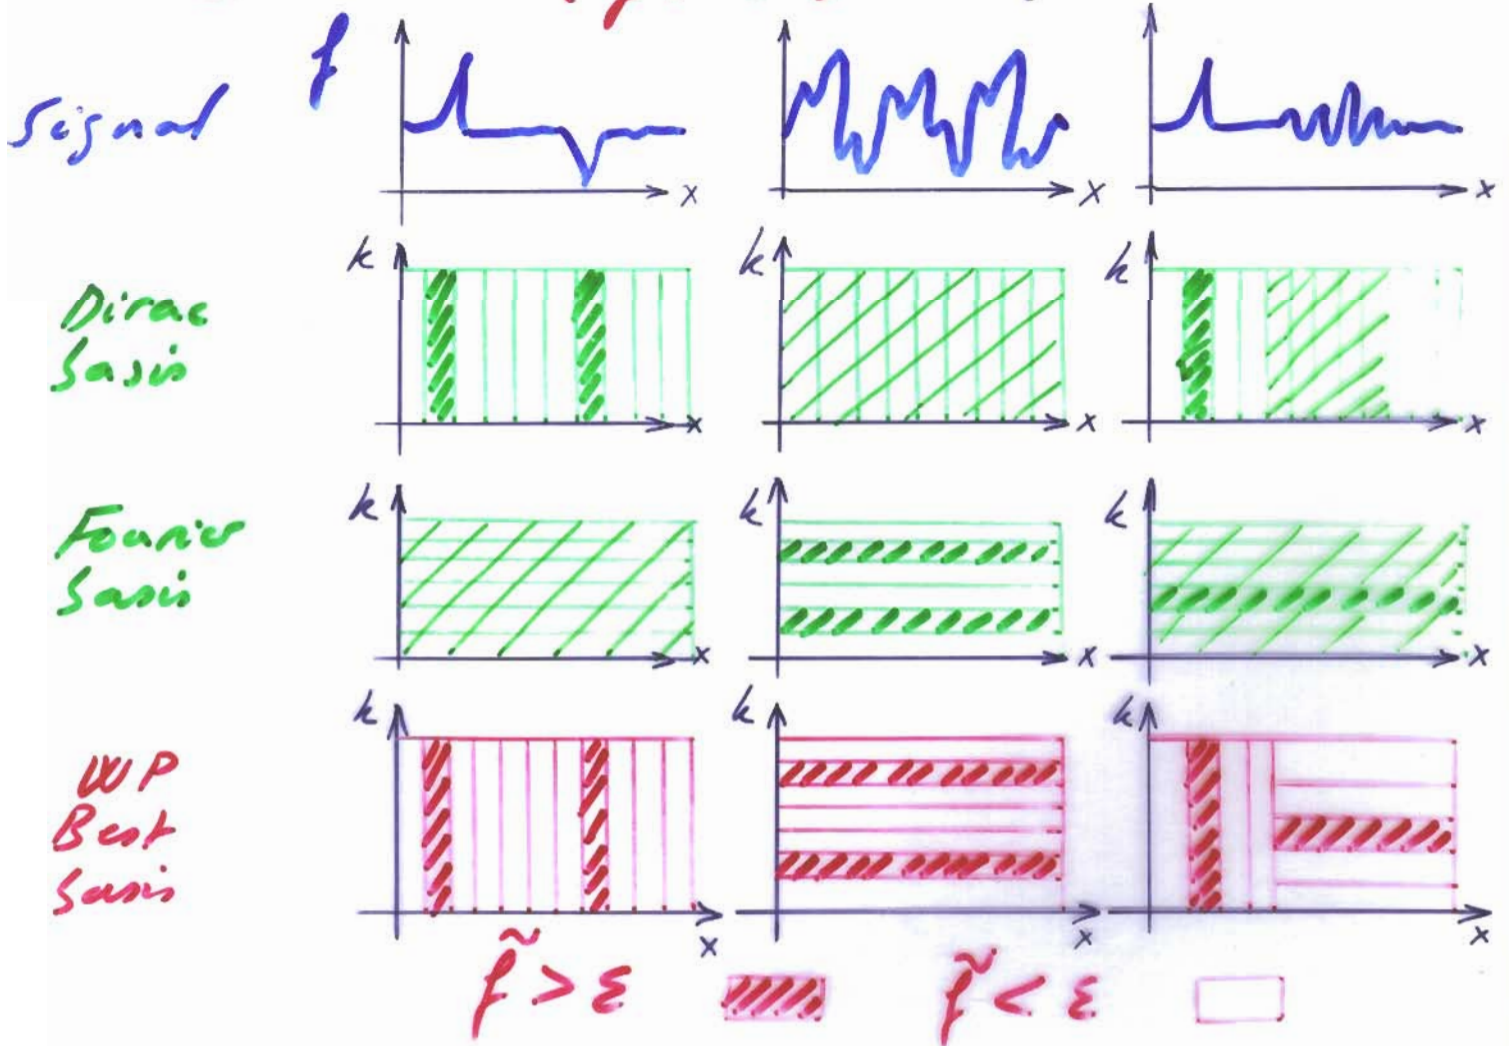 f
Signal
x x x
k k k
Dirac
basis
x x x
k k k
Fourier
basis
x x x
k k k
WP
Best
basis
x x x
f̃ > ε f̃ < ε